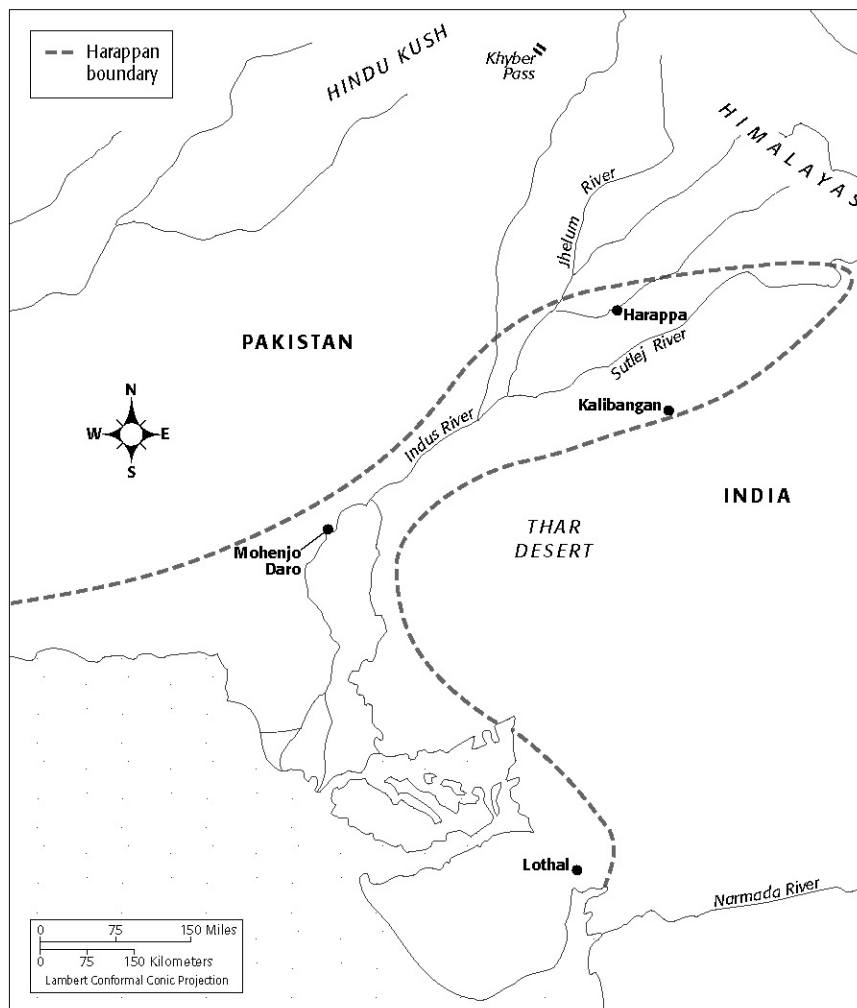 Harappan
boundary
HINDU KUSH
Khyber
Pass
HIMALAYAS
Jhelum River
Harappa
PAKISTAN
Sutlej River
N
W E
S
Kalibangan
Indus River
INDIA
THAR
DESERT
Mohenjo
Daro
Lothal
Narmada River
0 75 150 Miles
0 75 150 Kilometers
Lambert Conformal Conic Projection